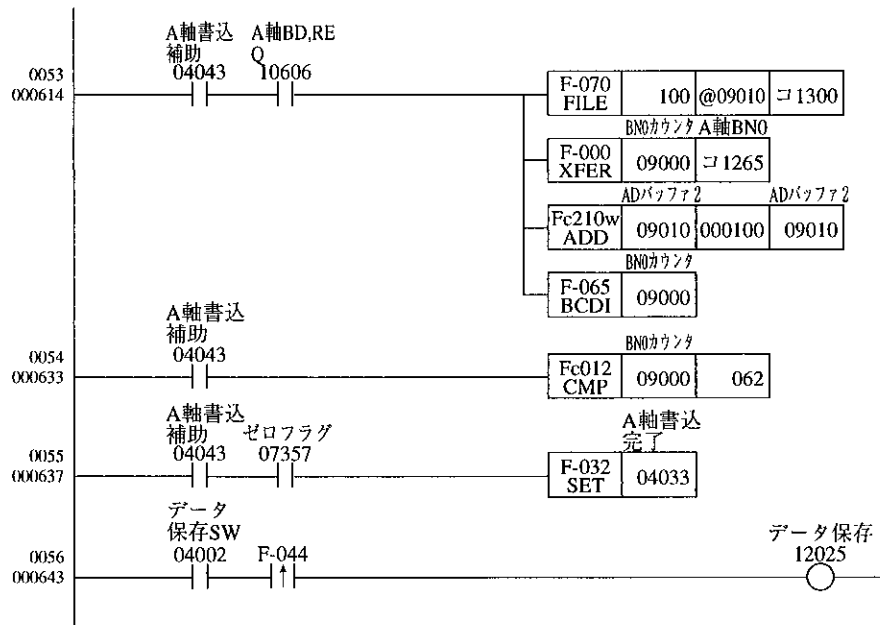 A軸書込 A軸BD,RE
補助 Q
0053 04043 10606
000614
F-070 FILE 100 @09010 コ1300
BN0カウンタ A軸BN0
F-000 XFER 09000 コ1265
ADバッファ2 ADバッファ2
Fc210w ADD 09010 000100 09010
BN0カウンタ
F-065 BCDI 09000
A軸書込
補助
0054 04043
000633
BN0カウンタ
Fc012 CMP 09000 062
A軸書込
補助 ゼロフラグ
0055 04043 07357
000637
A軸書込
完了
F-032 SET 04033
データ
保存SW データ保存
0056 04002 F-044 12025
000643 ↑